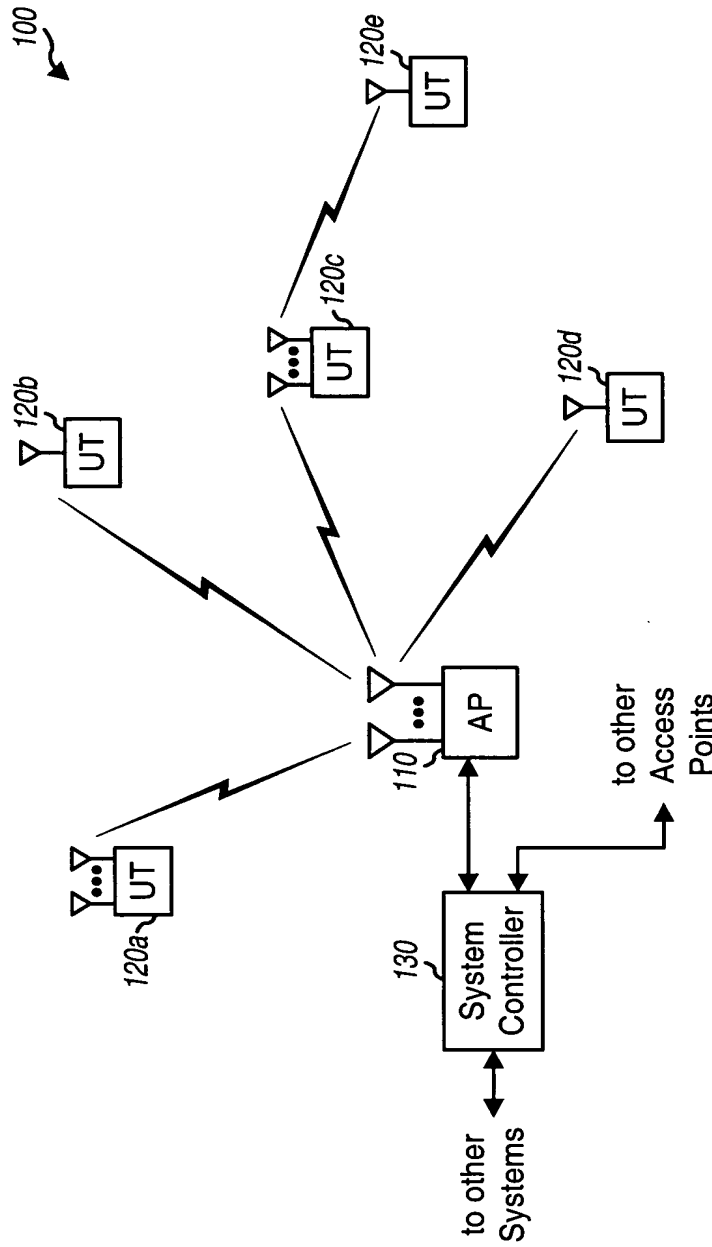 100
120e
UT
120b
UT
120c
UT
120d
UT
120a
UT
110
AP
130
System
Controller
to other
Access
Points
to other
Systems